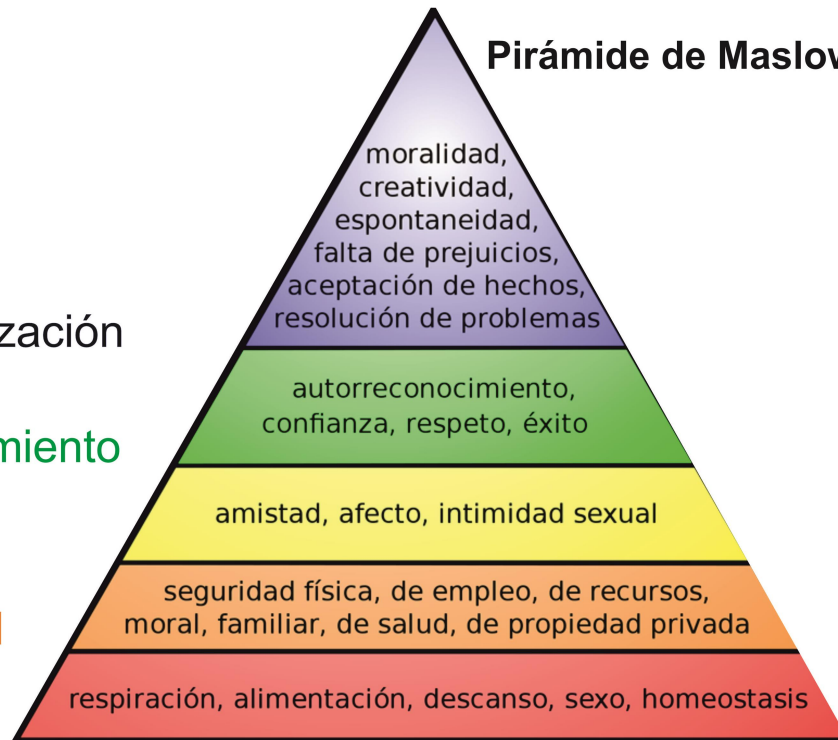 Pirámide de Maslow
moralidad,
creatividad,
espontaneidad,
falta de prejuicios,
aceptación de hechos,
resolución de problemas
zación
autorreconocimiento,
confianza, respeto, éxito
miento
amistad, afecto, intimidad sexual
seguridad física, de empleo, de recursos,
moral, familiar, de salud, de propiedad privada
respiración, alimentación, descanso, sexo, homeostasis